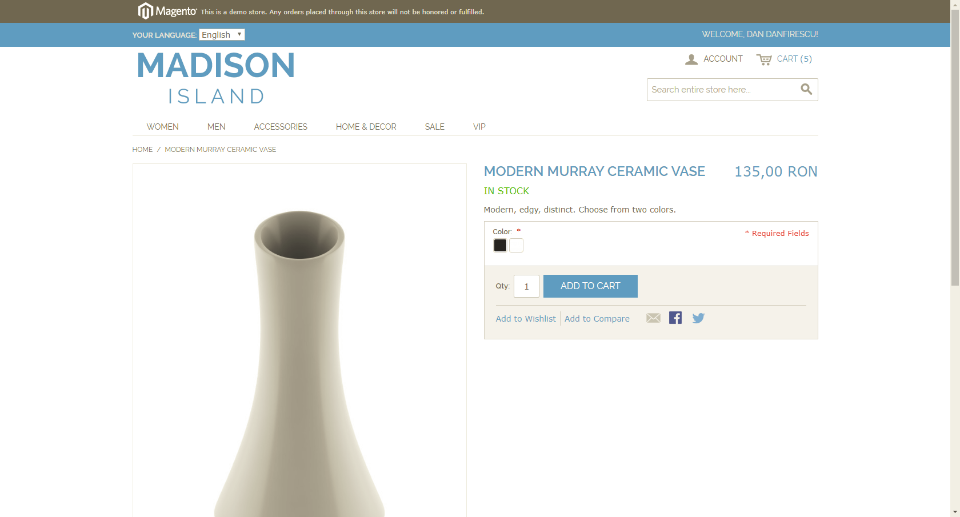 Magento This is a demo store. Any orders placed through this store will not be honored or fulfilled.
YOUR LANGUAGE: English WELCOME, DAN DANFIRESCU!
MADISON
ISLAND
ACCOUNT CART (5)
Search entire store here...
WOMEN MEN ACCESSORIES HOME & DECOR SALE VIP
HOME / MODERN MURRAY CERAMIC VASE
MODERN MURRAY CERAMIC VASE 135,00 RON
IN STOCK
Modern, edgy, distinct. Choose from two colors.
Color: * * Required Fields
Qty: 1 ADD TO CART
Add to Wishlist Add to Compare